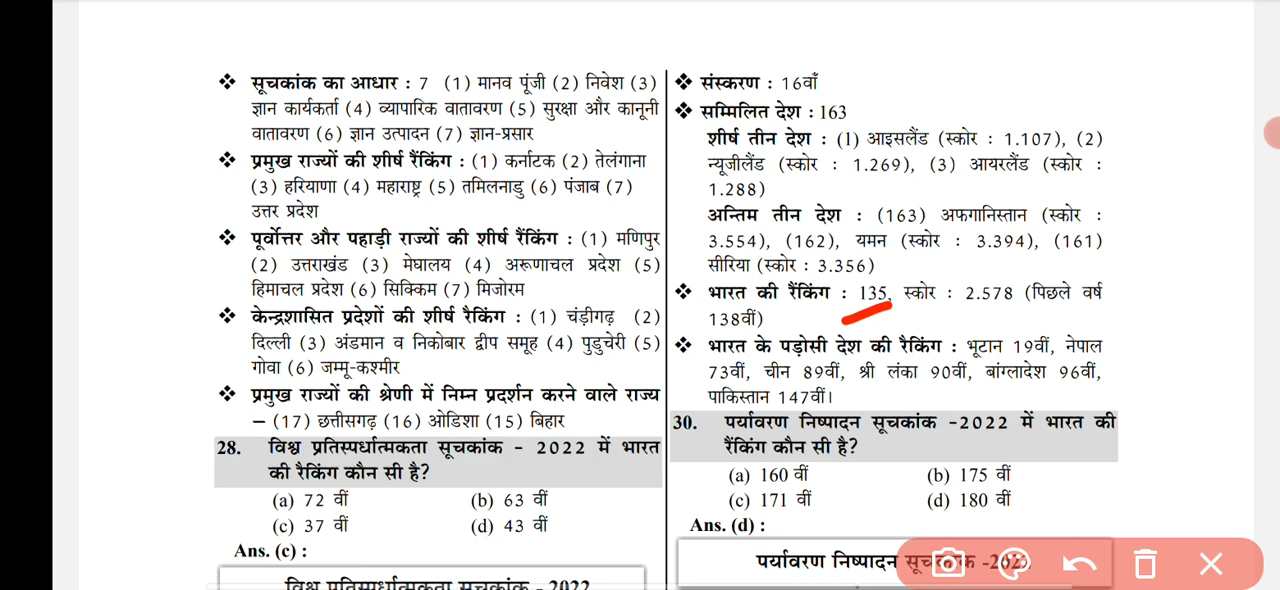 ❖ सूचकांक का आधार : 7 (1) मानव पूंजी (2) निवेश (3)
ज्ञान कार्यकर्ता (4) व्यापारिक वातावरण (5) सुरक्षा और कानूनी
वातावरण (6) ज्ञान उत्पादन (7) ज्ञान-प्रसार
❖ प्रमुख राज्यों की शीर्ष रैंकिंग : (1) कर्नाटक (2) तेलंगाना
(3) हरियाणा (4) महाराष्ट्र (5) तमिलनाडु (6) पंजाब (7)
उत्तर प्रदेश
❖ पूर्वोत्तर और पहाड़ी राज्यों की शीर्ष रैंकिंग : (1) मणिपुर
(2) उत्तराखंड (3) मेघालय (4) अरूणाचल प्रदेश (5)
हिमाचल प्रदेश (6) सिक्किम (7) मिजोरम
❖ केन्द्रशासित प्रदेशों की शीर्ष रैकिंग : (1) चंड़ीगढ़ (2)
दिल्ली (3) अंडमान व निकोबार द्वीप समूह (4) पुडुचेरी (5)
गोवा (6) जम्मू-कश्मीर
❖ प्रमुख राज्यों की श्रेणी में निम्न प्रदर्शन करने वाले राज्य
– (17) छत्तीसगढ़ (16) ओडिशा (15) बिहार
28. विश्व प्रतिस्पर्धात्मकता सूचकांक - 2022 में भारत
की रैकिंग कौन सी है?
(a) 72 वीं (b) 63 वीं
(c) 37 वीं (d) 43 वीं
Ans. (c) :
विश्व प्रतिस्पर्धात्मकता सूचकांक - 2022
❖ संस्करण : 16वाँ
❖ सम्मिलित देश : 163
शीर्ष तीन देश : (1) आइसलैंड (स्कोर : 1.107), (2)
न्यूजीलैंड (स्कोर : 1.269), (3) आयरलैंड (स्कोर :
1.288)
अन्तिम तीन देश : (163) अफगानिस्तान (स्कोर :
3.554), (162), यमन (स्कोर : 3.394), (161)
सीरिया (स्कोर : 3.356)
❖ भारत की रैंकिंग : 135, स्कोर : 2.578 (पिछले वर्ष
138वीं)
❖ भारत के पड़ोसी देश की रैकिंग : भूटान 19वीं, नेपाल
73वीं, चीन 89वीं, श्री लंका 90वीं, बांग्लादेश 96वीं,
पाकिस्तान 147वीं।
30. पर्यावरण निष्पादन सूचकांक -2022 में भारत की
रैंकिंग कौन सी है?
(a) 160 वीं (b) 175 वीं
(c) 171 वीं (d) 180 वीं
Ans. (d) :
पर्यावरण निष्पादन सूचकांक -2022